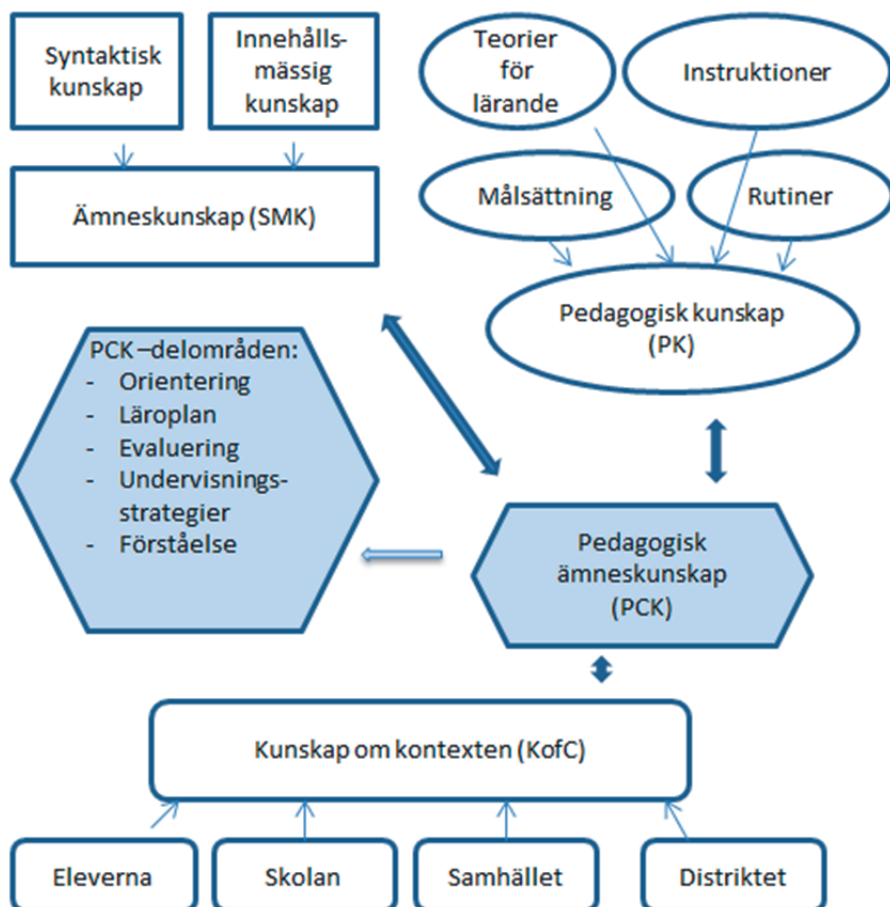 Syntaktisk
kunskap
Innehålls-
mässig
kunskap
Teorier
för
lärande
Instruktioner
Ämneskunskap (SMK)
Målsättning
Rutiner
Pedagogisk kunskap
(PK)
PCK –delområden:
- Orientering
- Läroplan
- Evaluering
- Undervisnings-
strategier
- Förståelse
Pedagogisk
ämneskunskap
(PCK)
Kunskap om kontexten (KofC)
Eleverna
Skolan
Samhället
Distriktet